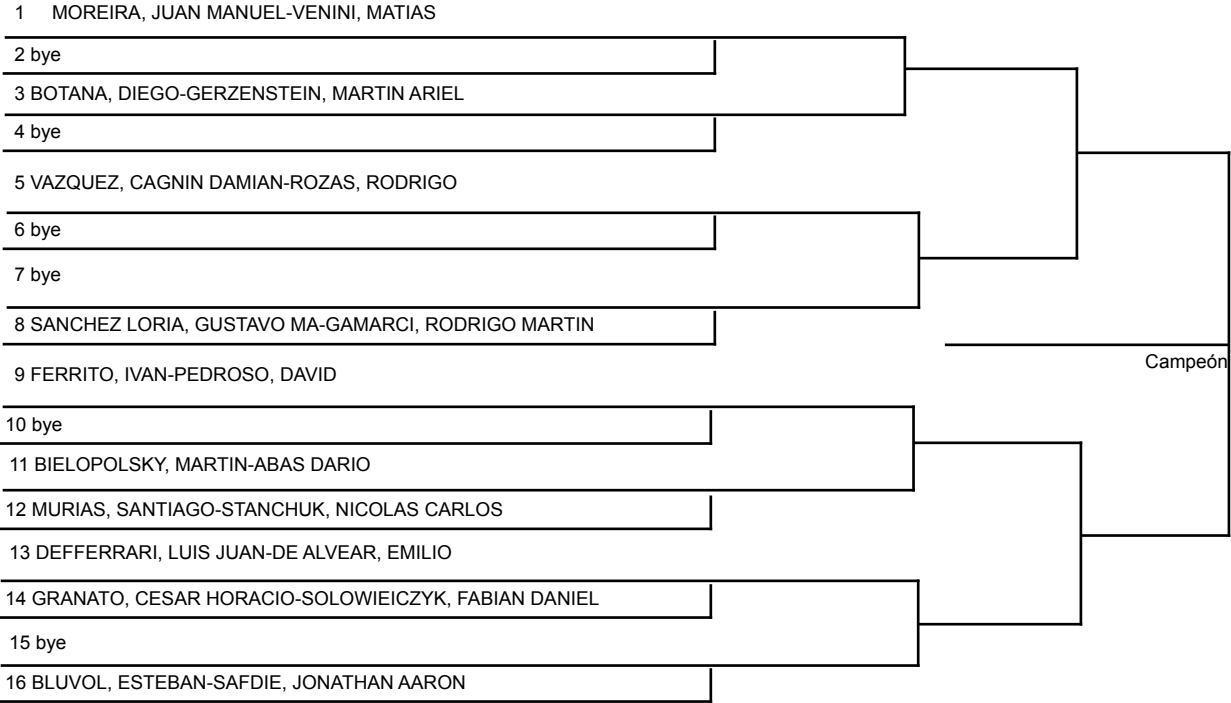 1 MOREIRA, JUAN MANUEL-VENINI, MATIAS
2 bye
3 BOTANA, DIEGO-GERZENSTEIN, MARTIN ARIEL
4 bye
5 VAZQUEZ, CAGNIN DAMIAN-ROZAS, RODRIGO
6 bye
7 bye
8 SANCHEZ LORIA, GUSTAVO MA-GAMARCI, RODRIGO MARTIN
Campeón
9 FERRITO, IVAN-PEDROSO, DAVID
10 bye
11 BIELOPOLSKY, MARTIN-ABAS DARIO
12 MURIAS, SANTIAGO-STANCHUK, NICOLAS CARLOS
13 DEFFERRARI, LUIS JUAN-DE ALVEAR, EMILIO
14 GRANATO, CESAR HORACIO-SOLOWIEICZYK, FABIAN DANIEL
15 bye
16 BLUVOL, ESTEBAN-SAFDIE, JONATHAN AARON